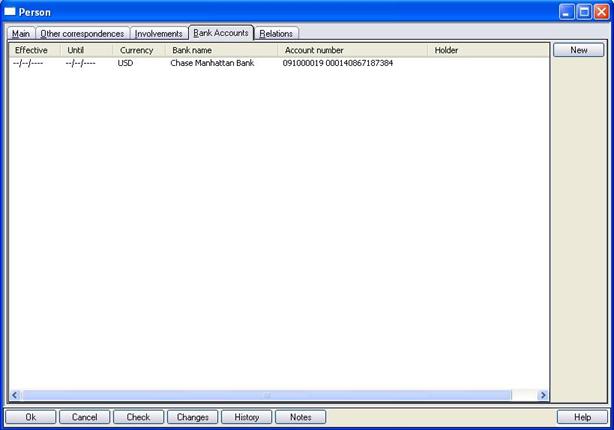 Person
Main Other correspondences Involvements Bank Accounts Relations
Effective Until Currency Bank name Account number Holder New
--/--/---- --/--/---- USD Chase Manhattan Bank 091000019 000140867187384
Ok Cancel Check Changes History Notes Help